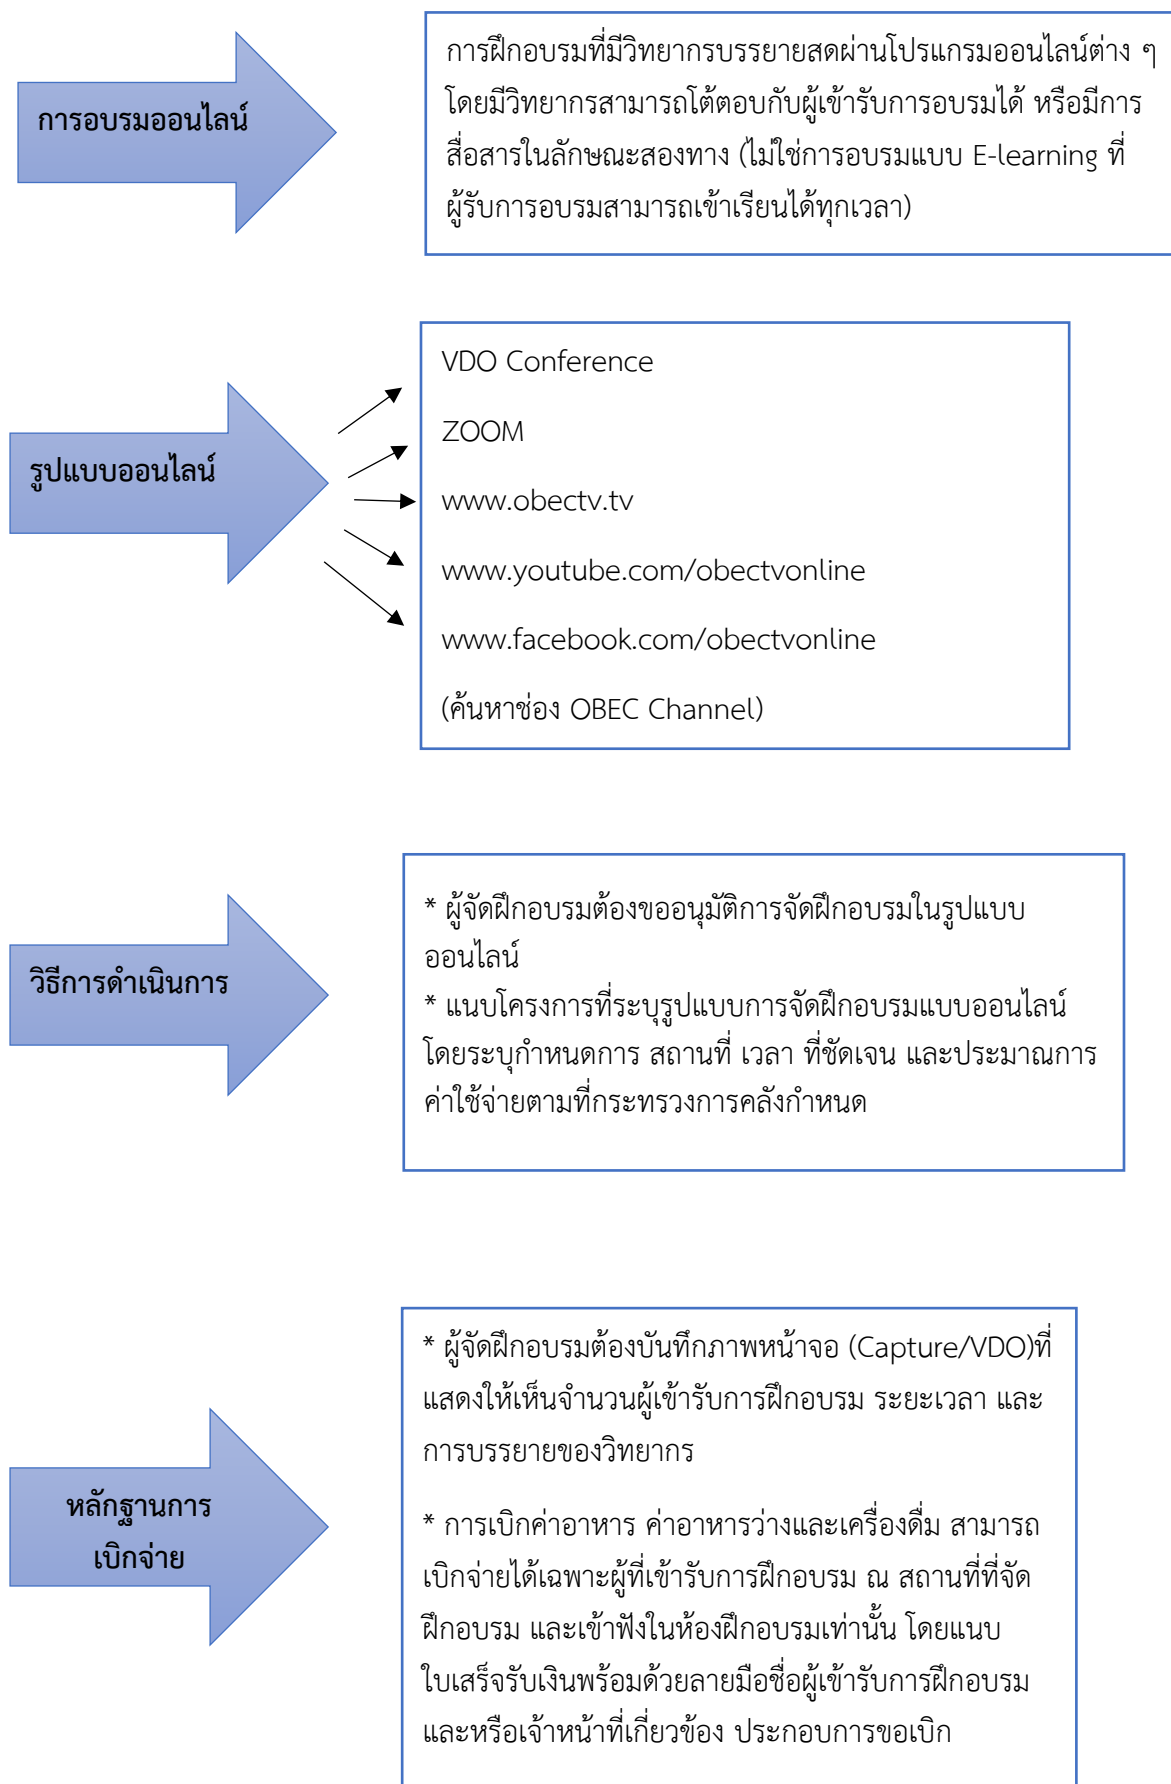 การอบรมออนไลน์
การฝึกอบรมที่มีวิทยากรบรรยายสดผ่านโปรแกรมออนไลน์ต่าง ๆ
โดยมีวิทยากรสามารถโต้ตอบกับผู้เข้ารับการอบรมได้ หรือมีการ
สื่อสารในลักษณะสองทาง (ไม่ใช่การอบรมแบบ E-learning ที่
ผู้รับการอบรมสามารถเข้าเรียนได้ทุกเวลา)
รูปแบบออนไลน์
VDO Conference
ZOOM
www.obectv.tv
www.youtube.com/obectvonline
www.facebook.com/obectvonline
(ค้นหาช่อง OBEC Channel)
วิธีการดำเนินการ
* ผู้จัดฝึกอบรมต้องขออนุมัติการจัดฝึกอบรมในรูปแบบ
ออนไลน์
* แนบโครงการที่ระบุรูปแบบการจัดฝึกอบรมแบบออนไลน์
โดยระบุกำหนดการ สถานที่ เวลา ที่ชัดเจน และประมาณการ
ค่าใช้จ่ายตามที่กระทรวงการคลังกำหนด
หลักฐานการ
เบิกจ่าย
* ผู้จัดฝึกอบรมต้องบันทึกภาพหน้าจอ (Capture/VDO)ที่
แสดงให้เห็นจำนวนผู้เข้ารับการฝึกอบรม ระยะเวลา และ
การบรรยายของวิทยากร
* การเบิกค่าอาหาร ค่าอาหารว่างและเครื่องดื่ม สามารถ
เบิกจ่ายได้เฉพาะผู้ที่เข้ารับการฝึกอบรม ณ สถานที่ที่จัด
ฝึกอบรม และเข้าฟังในห้องฝึกอบรมเท่านั้น โดยแนบ
ใบเสร็จรับเงินพร้อมด้วยลายมือชื่อผู้เข้ารับการฝึกอบรม
และหรือเจ้าหน้าที่เกี่ยวข้อง ประกอบการขอเบิก